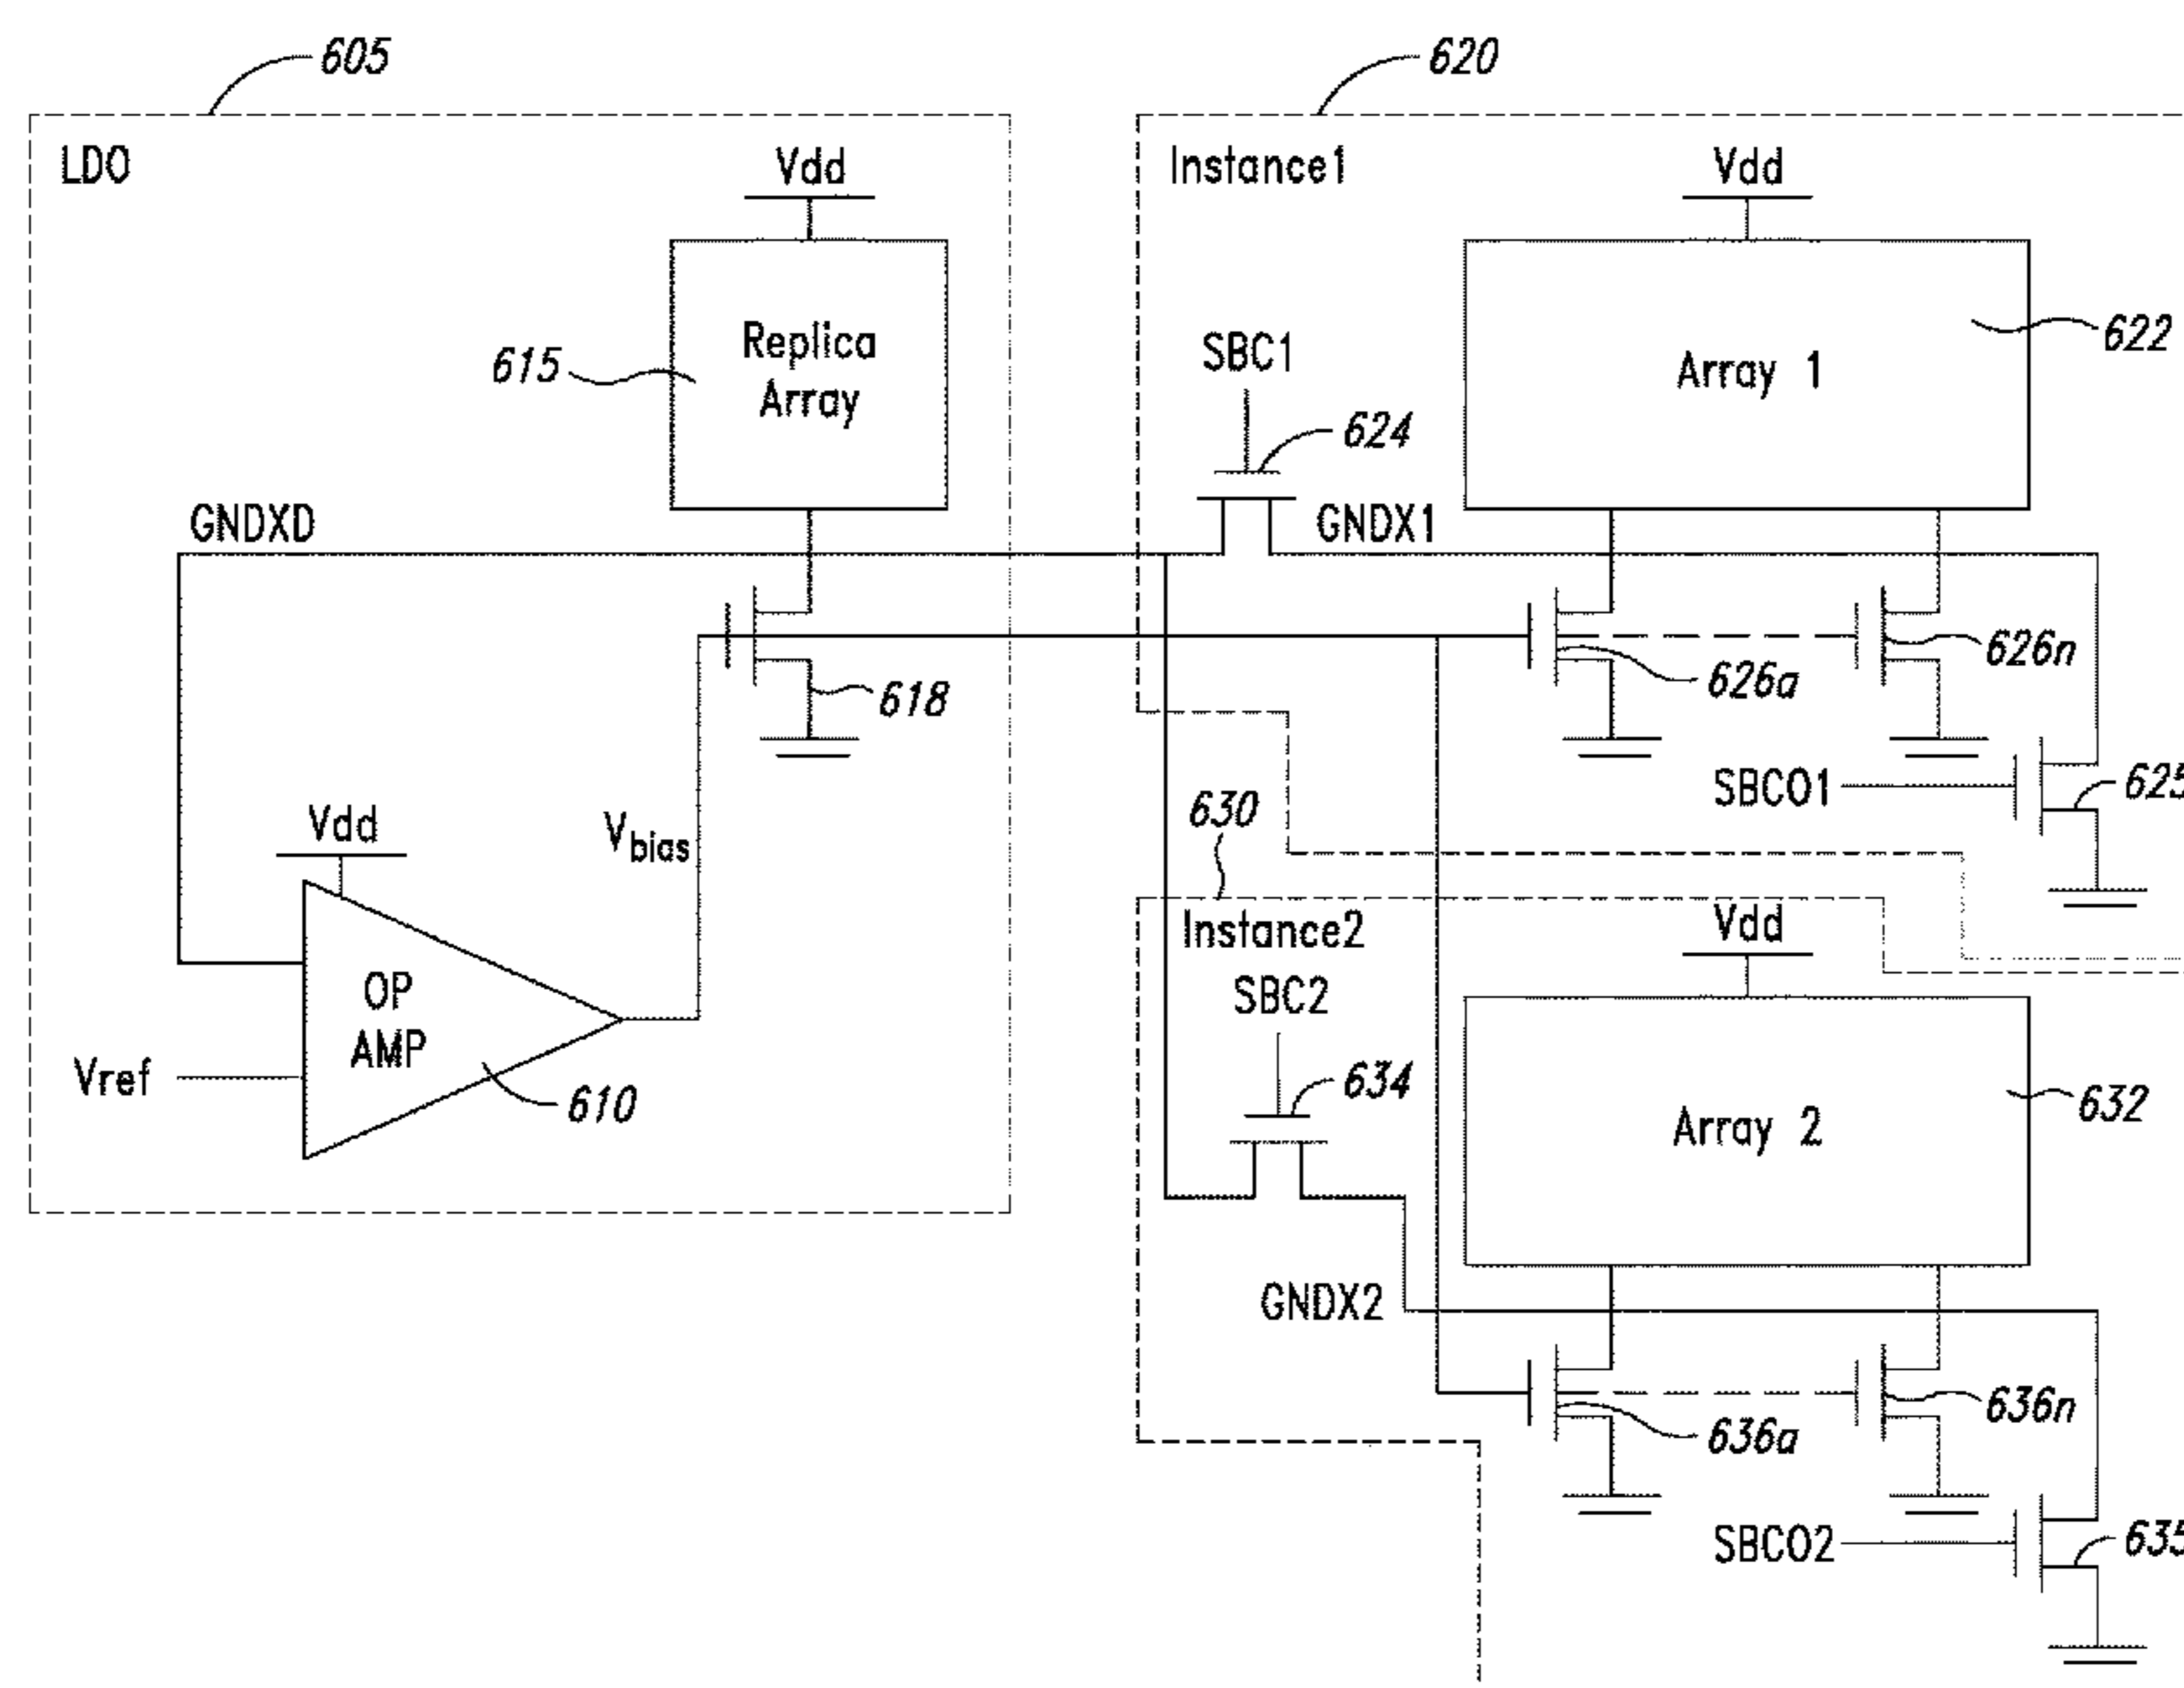 605
620
LDO
Vdd
Instance1
Vdd
Replica
Array
615
SBC1
624
Array 1
622
GNDXD
GNDX1
618
626a
626n
Vbias
Vdd
SBCO1
625
630
Instance2
Vdd
OP
AMP
Vref
610
SBC2
634
Array 2
632
GNDX2
636a
636n
SBCO2
635